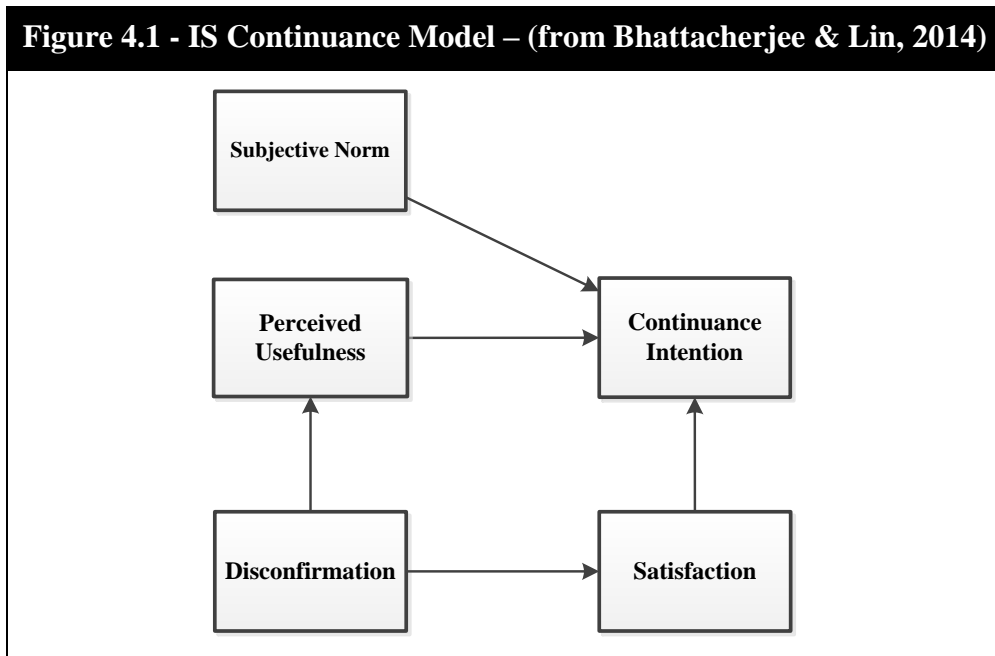 Figure 4.1 - IS Continuance Model – (from Bhattacherjee & Lin, 2014)
Subjective Norm
Perceived
Usefulness
Continuance
Intention
Disconfirmation
Satisfaction